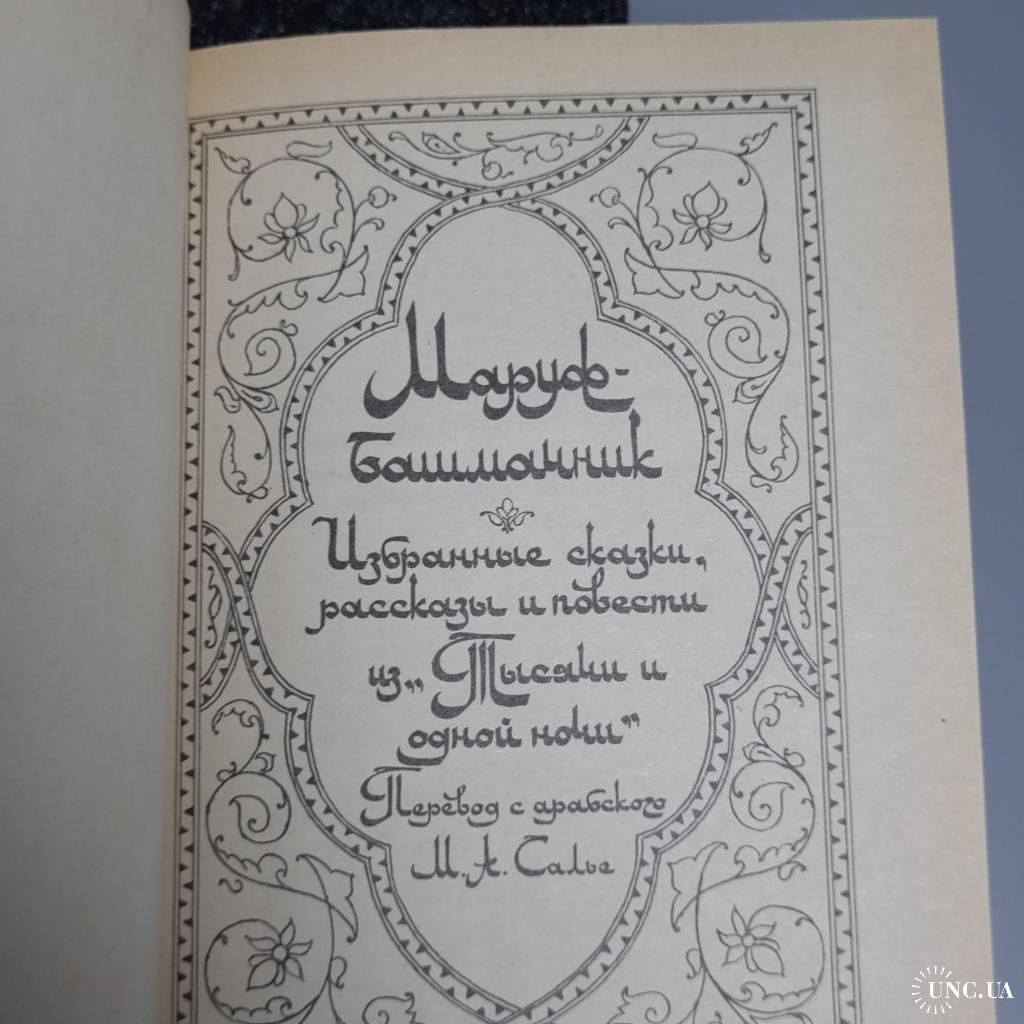 Маруф-
башмачник
Избранные сказки,
рассказы и повести
из „Тысячи и
одной ночи“
Перевод с арабского
М. А. Салье
UNC.UA